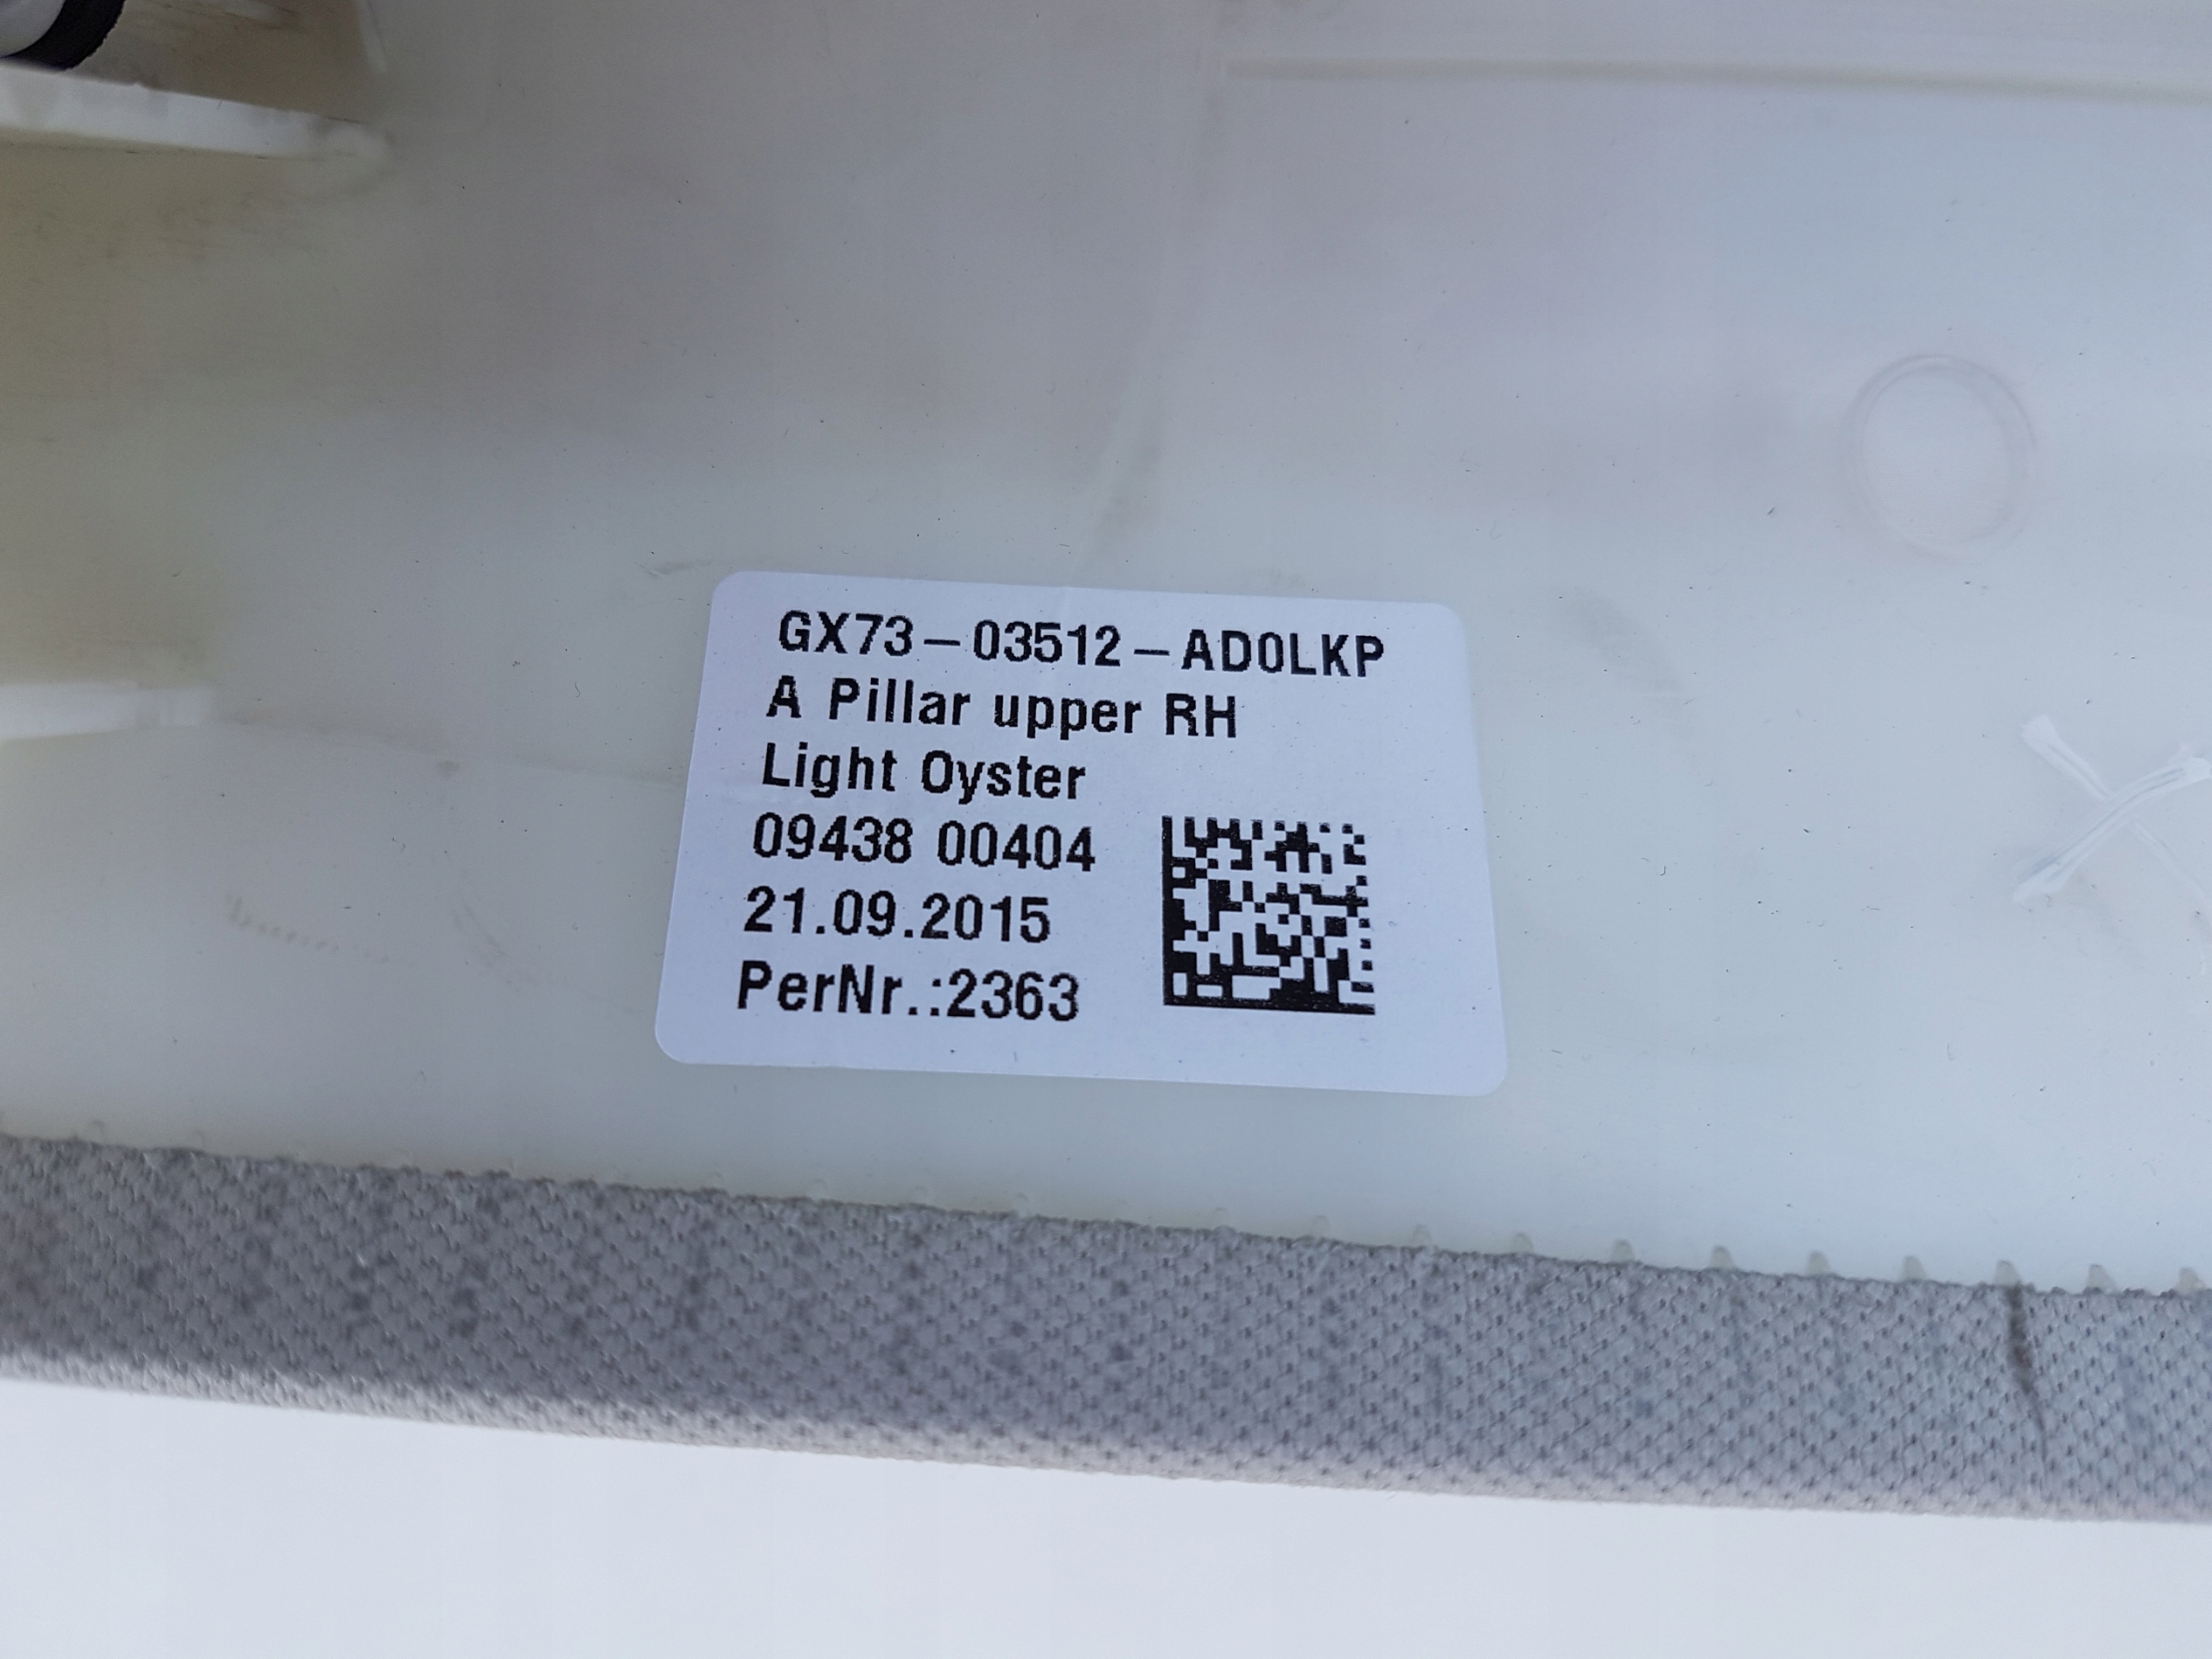 GX73-03512-AD0LKP
A Pillar upper RH
Light Oyster
09438 00404
21.09.2015
PerNr.:2363